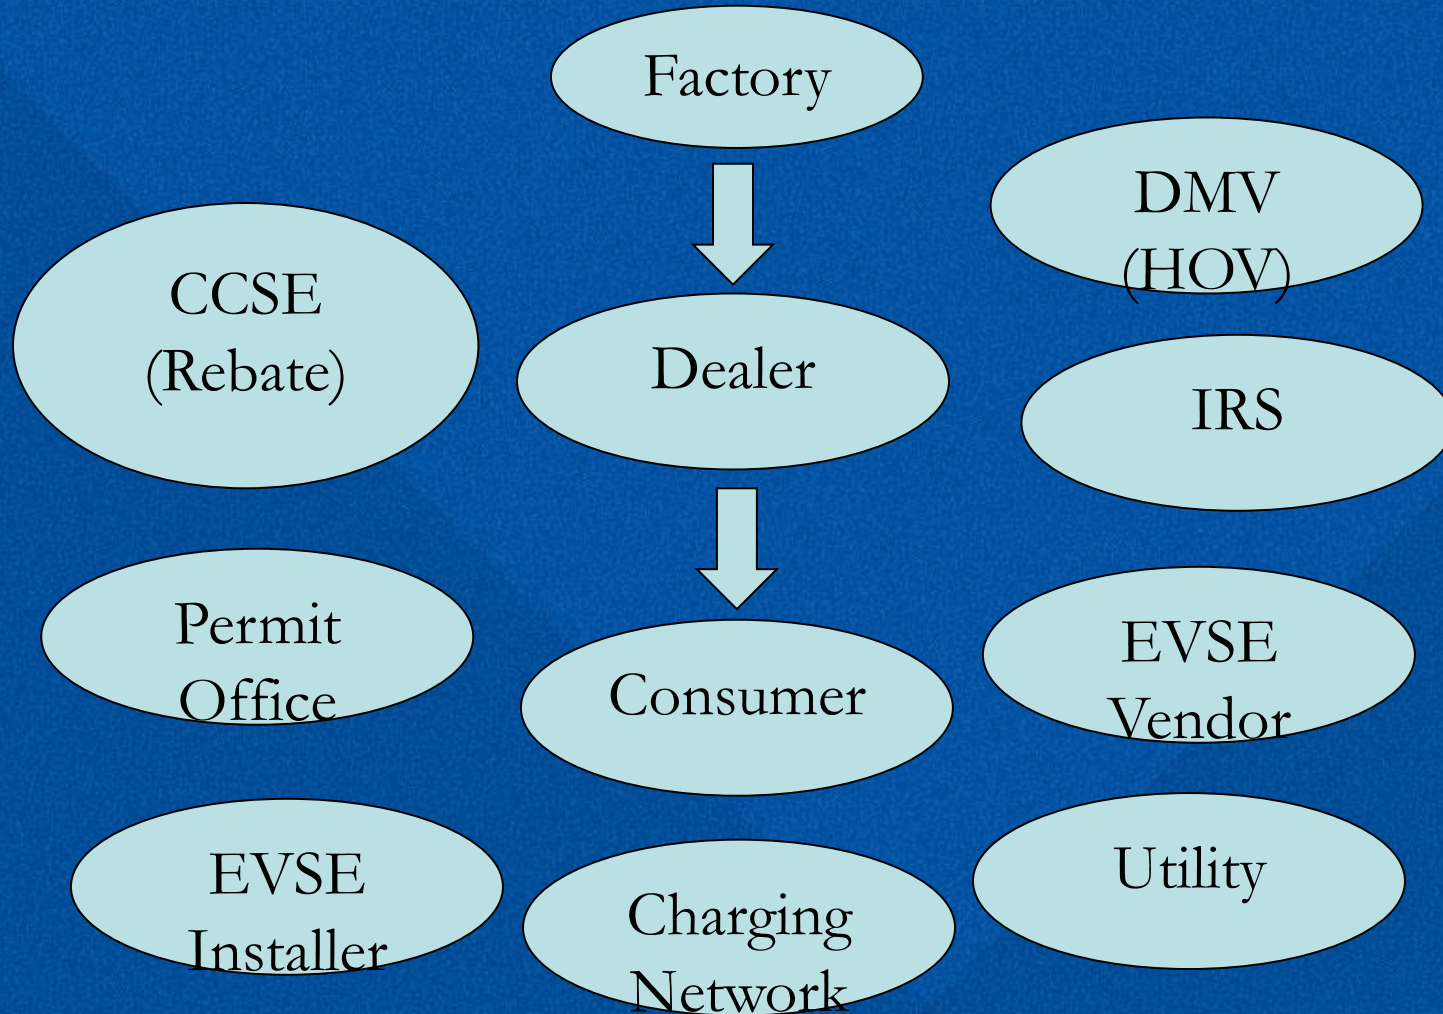 Factory
DMV
(HOV)
CCSE
(Rebate)
Dealer
IRS
Permit
Office
Consumer
EVSE
Vendor
EVSE
Installer
Charging
Network
Utility